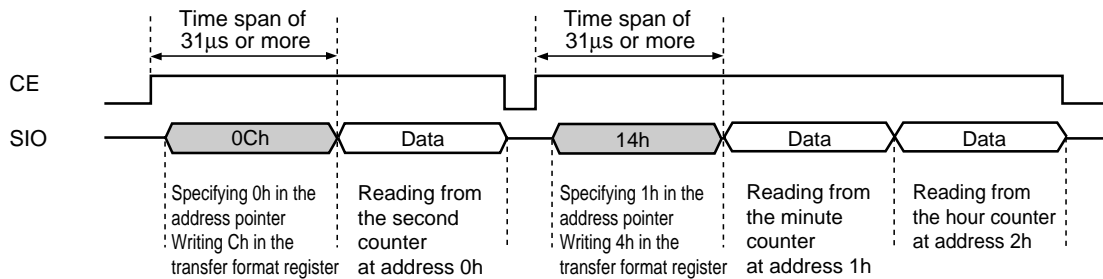 Time span of
31μs or more
Time span of
31μs or more
CE
SIO
0Ch
Data
14h
Data
Data
Specifying 0h in the
address pointer
Writing Ch in the
transfer format register
Reading from
the second
counter
at address 0h
Specifying 1h in the
address pointer
Writing 4h in the
transfer format register
Reading from
the minute
counter
at address 1h
Reading from
the hour counter
at address 2h